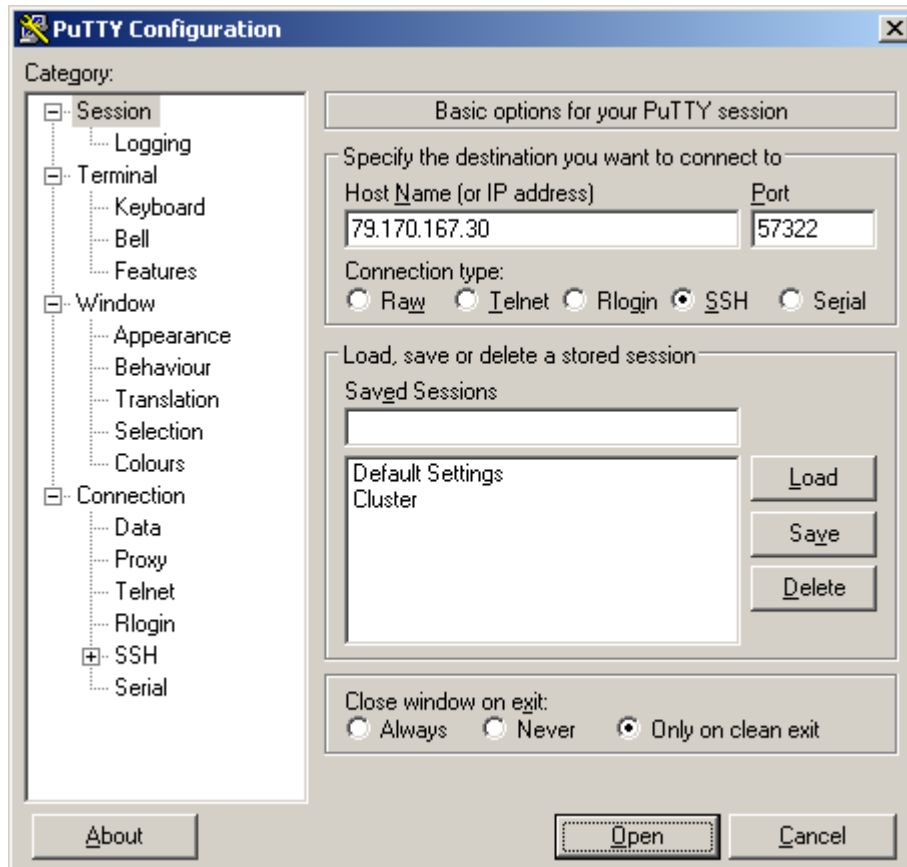 PuTTY Configuration
Category:
Session
Logging
Terminal
Keyboard
Bell
Features
Window
Appearance
Behaviour
Translation
Selection
Colours
Connection
Data
Proxy
Telnet
Rlogin
SSH
Serial
Basic options for your PuTTY session
Specify the destination you want to connect to
Host Name (or IP address) Port
79.170.167.30 57322
Connection type:
Raw Telnet Rlogin SSH Serial
Load, save or delete a stored session
Saved Sessions
Default Settings
Cluster
Load
Save
Delete
Close window on exit:
Always Never Only on clean exit
About Open Cancel